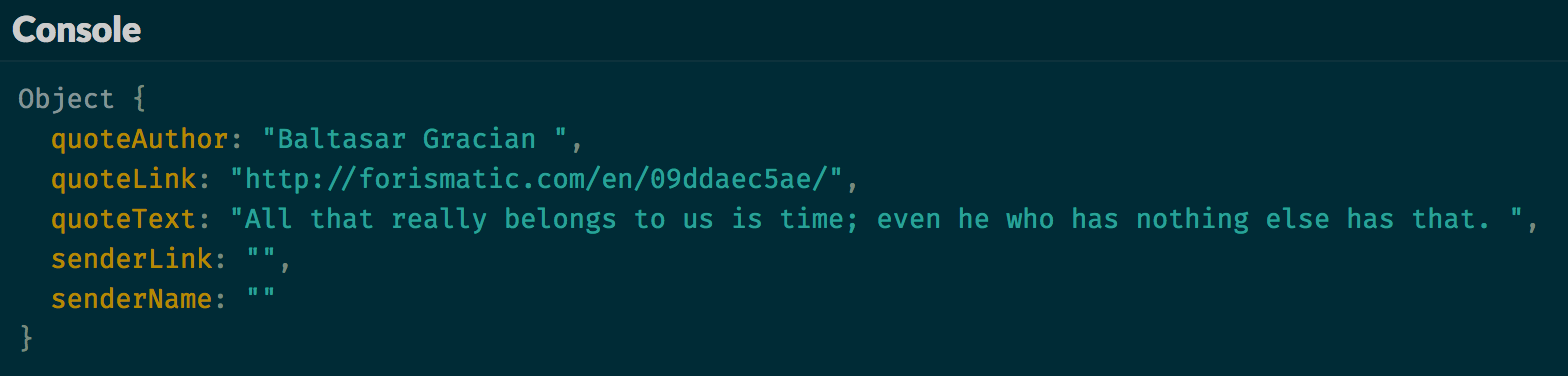 Console
Object {
quoteAuthor: "Baltasar Gracian ",
quoteLink: "http://forismatic.com/en/09ddaec5ae/",
quoteText: "All that really belongs to us is time; even he who has nothing else has that. ",
senderLink: "",
senderName: ""
}